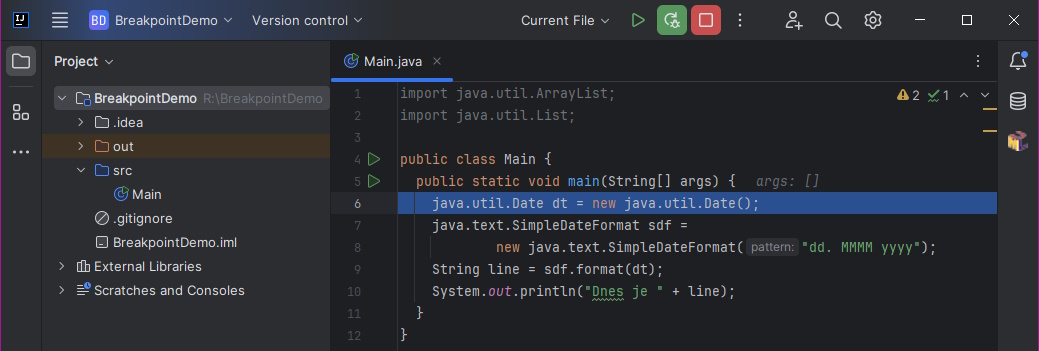 BD BreakpointDemo Version control Current File
Project
BreakpointDemo R:\BreakpointDemo
.idea
out
src
Main
.gitignore
BreakpointDemo.iml
External Libraries
Scratches and Consoles
Main.java
2 1
1 import java.util.ArrayList;
2 import java.util.List;
3
4 public class Main {
5 public static void main(String[] args) { args: []
6 java.util.Date dt = new java.util.Date();
7 java.text.SimpleDateFormat sdf =
8 new java.text.SimpleDateFormat( pattern: "dd. MMMM yyyy");
9 String line = sdf.format(dt);
10 System.out.println("Dnes je " + line);
11 }
12 }